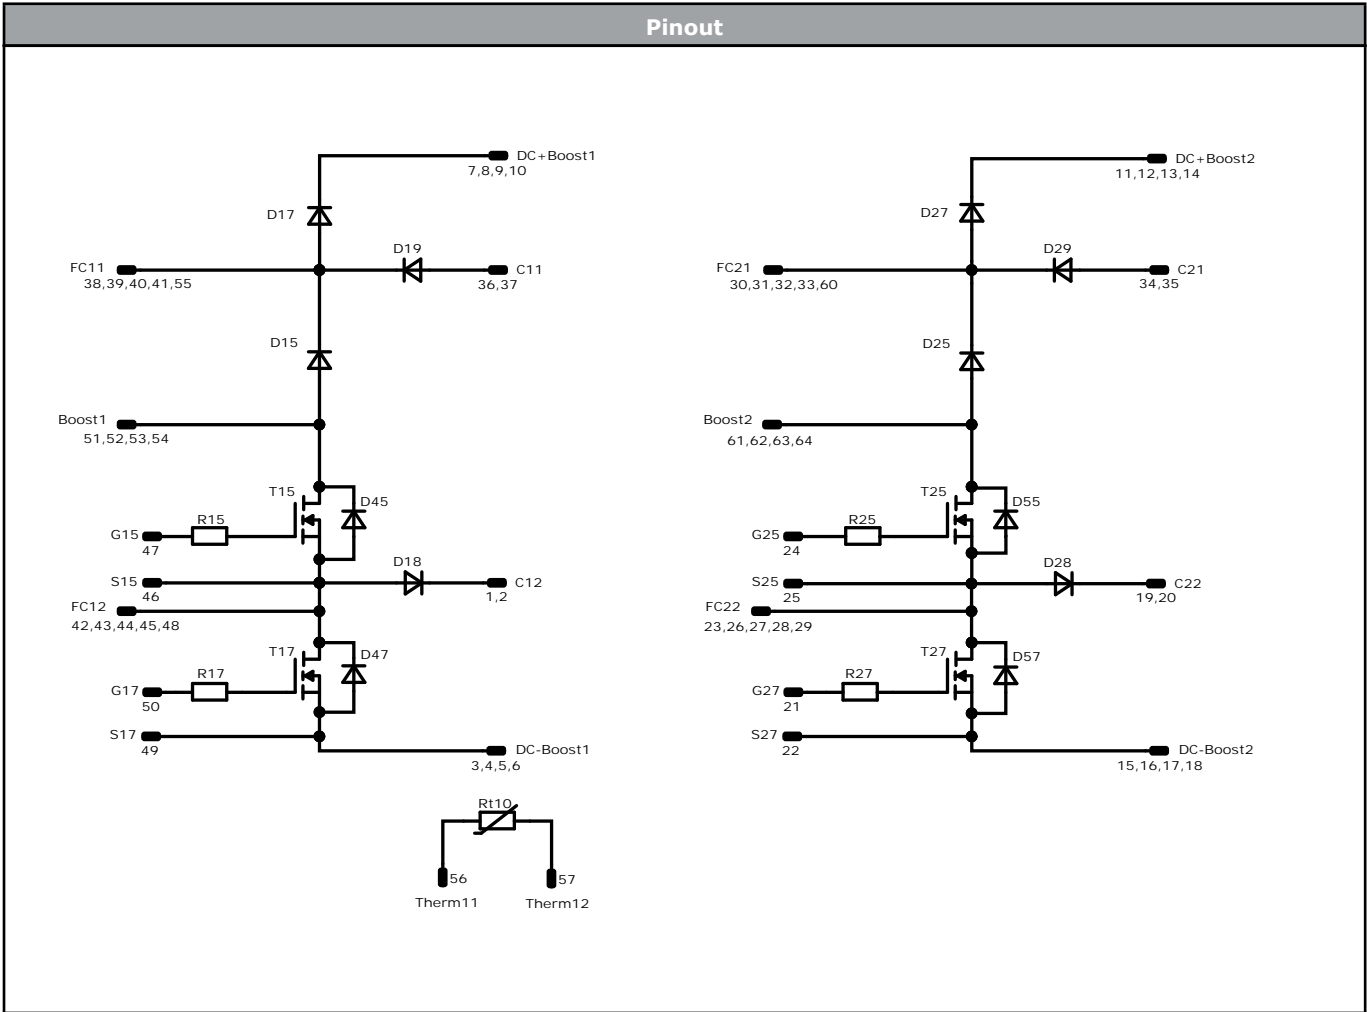 Pinout
DC+Boost1
7,8,9,10
D17
FC11
38,39,40,41,55
D19
C11
36,37
D15
Boost1
51,52,53,54
T15
D45
R15
G15
47
D18
S15
46
C12
1,2
FC12
42,43,44,45,48
T17
D47
R17
G17
50
S17
49
DC-Boost1
3,4,5,6
Rt10
56
57
Therm11
Therm12
DC+Boost2
11,12,13,14
D27
FC21
30,31,32,33,60
D29
C21
34,35
D25
Boost2
61,62,63,64
T25
D55
R25
G25
24
D28
S25
25
C22
19,20
FC22
23,26,27,28,29
T27
D57
R27
G27
21
S27
22
DC-Boost2
15,16,17,18